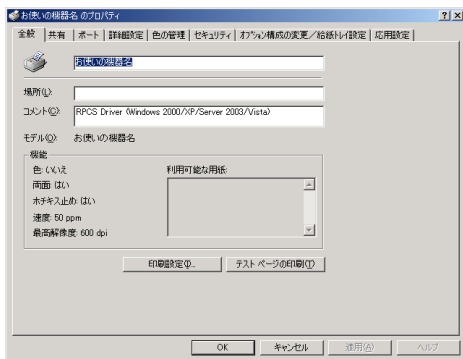 お使いの機器名 のプロパティ
全般 共有 ポート 詳細設定 色の管理 セキュリティ オプション構成の変更／給紙トレイ設定 応用設定
お使いの機器名
場所(L):
コメント(C): RPCS Driver (Windows 2000/XP/Server 2003/Vista)
モデル(O): お使いの機器名
機能
色: いいえ 利用可能な用紙:
両面: はい
ホチキス止め: はい
速度: 50 ppm
最高解像度: 600 dpi
印刷設定(I)... テスト ページの印刷(T)
OK キャンセル 適用(A) ヘルプ